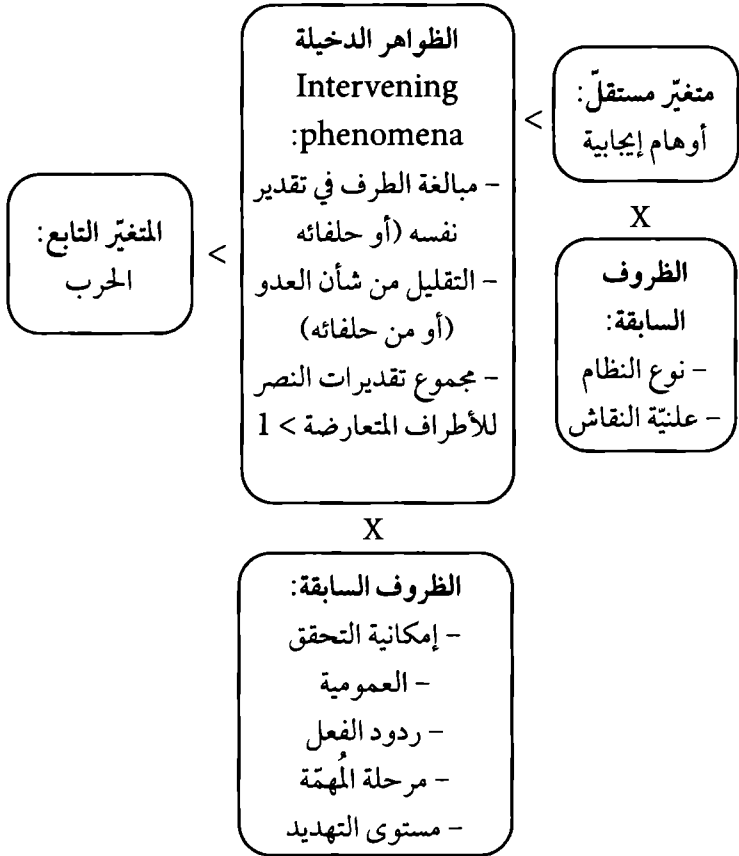 متغيّر مستقلّ:
أوهام إيجابية
X
الظروف
السابقة:
– نوع النظام
– علنيّة النقاش
<
الظواهر الدخيلة
Intervening
phenomena:
– مبالغة الطرف في تقدير
نفسه (أو حلفائه
– التقليل من شأن العدو
(أو من حلفائه)
– مجموع تقديرات النصر
للأطراف المتعارضة > 1
X
الظروف السابقة:
– إمكانية التحقق
– العمومية
– ردود الفعل
– مرحلة المُهمّة
– مستوى التهديد
<
المتغيّر التابع:
الحرب